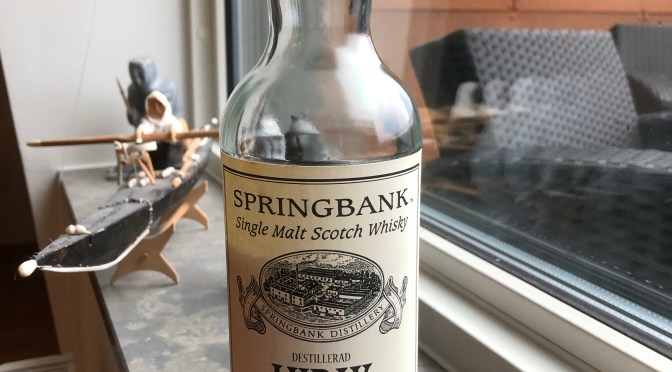 SPRINGBANK
Single Malt Scotch Whisky
SPRINGBANK DISTILLERY
DESTILLERAD